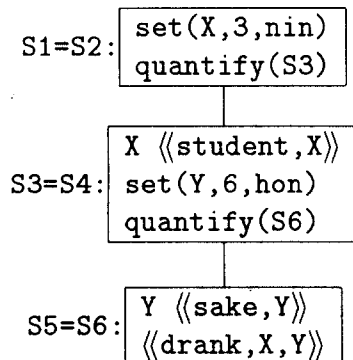 S1=S2:
set(X,3,nin)
quantify(S3)
S3=S4:
X ⟪student,X⟫
set(Y,6,hon)
quantify(S6)
S5=S6:
Y ⟪sake,Y⟫
⟪drank,X,Y⟫